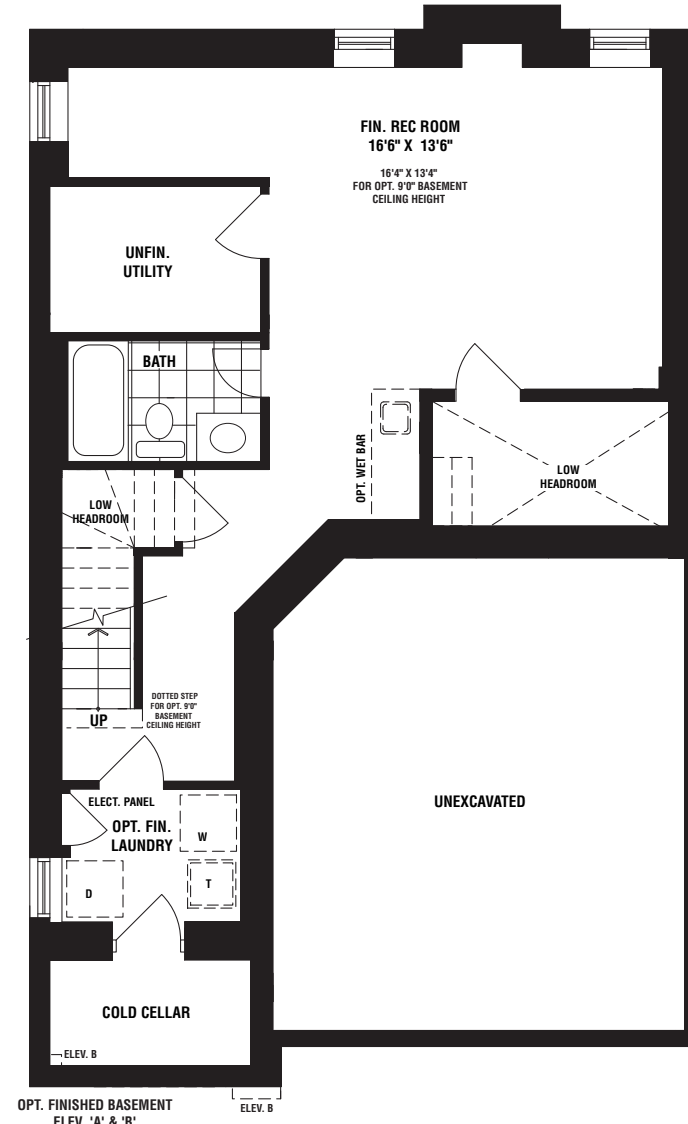 FIN. REC ROOM
16'6" X 13'6"
16'4" X 13'4"
FOR OPT. 9'0" BASEMENT
CEILING HEIGHT
UNFIN.
UTILITY
BATH
OPT. WET BAR
LOW
HEADROOM
LOW
HEADROOM
DOTTED STEP
FOR OPT. 9'0"
BASEMENT
CEILING HEIGHT
UP
ELECT. PANEL
OPT. FIN.
LAUNDRY
W
T
D
UNEXCAVATED
COLD CELLAR
ELEV. B
ELEV. B
OPT. FINISHED BASEMENT
ELEV. 'A' & 'B'